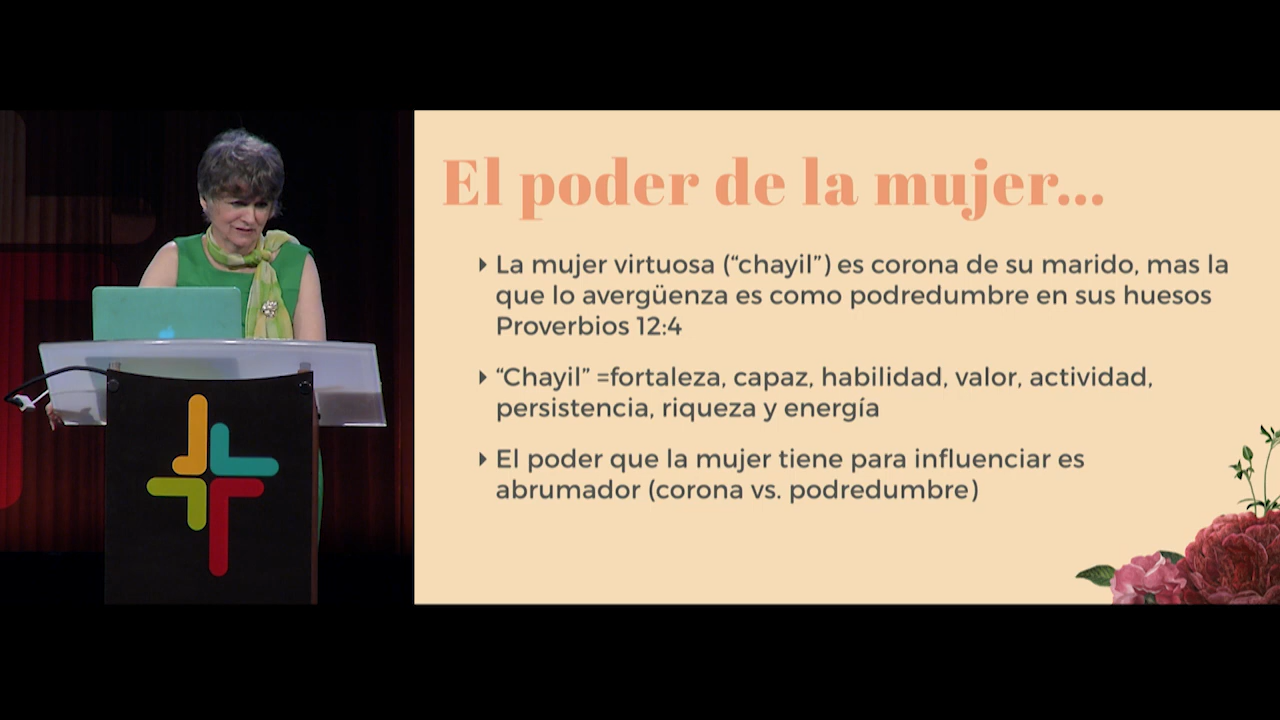 El poder de la mujer...
La mujer virtuosa (“chayil”) es corona de su marido, mas la
que lo avergüenza es como podredumbre en sus huesos
Proverbios 12:4
“Chayil” =fortaleza, capaz, habilidad, valor, actividad,
persistencia, riqueza y energía
El poder que la mujer tiene para influenciar es
abrumador (corona vs. podredumbre)